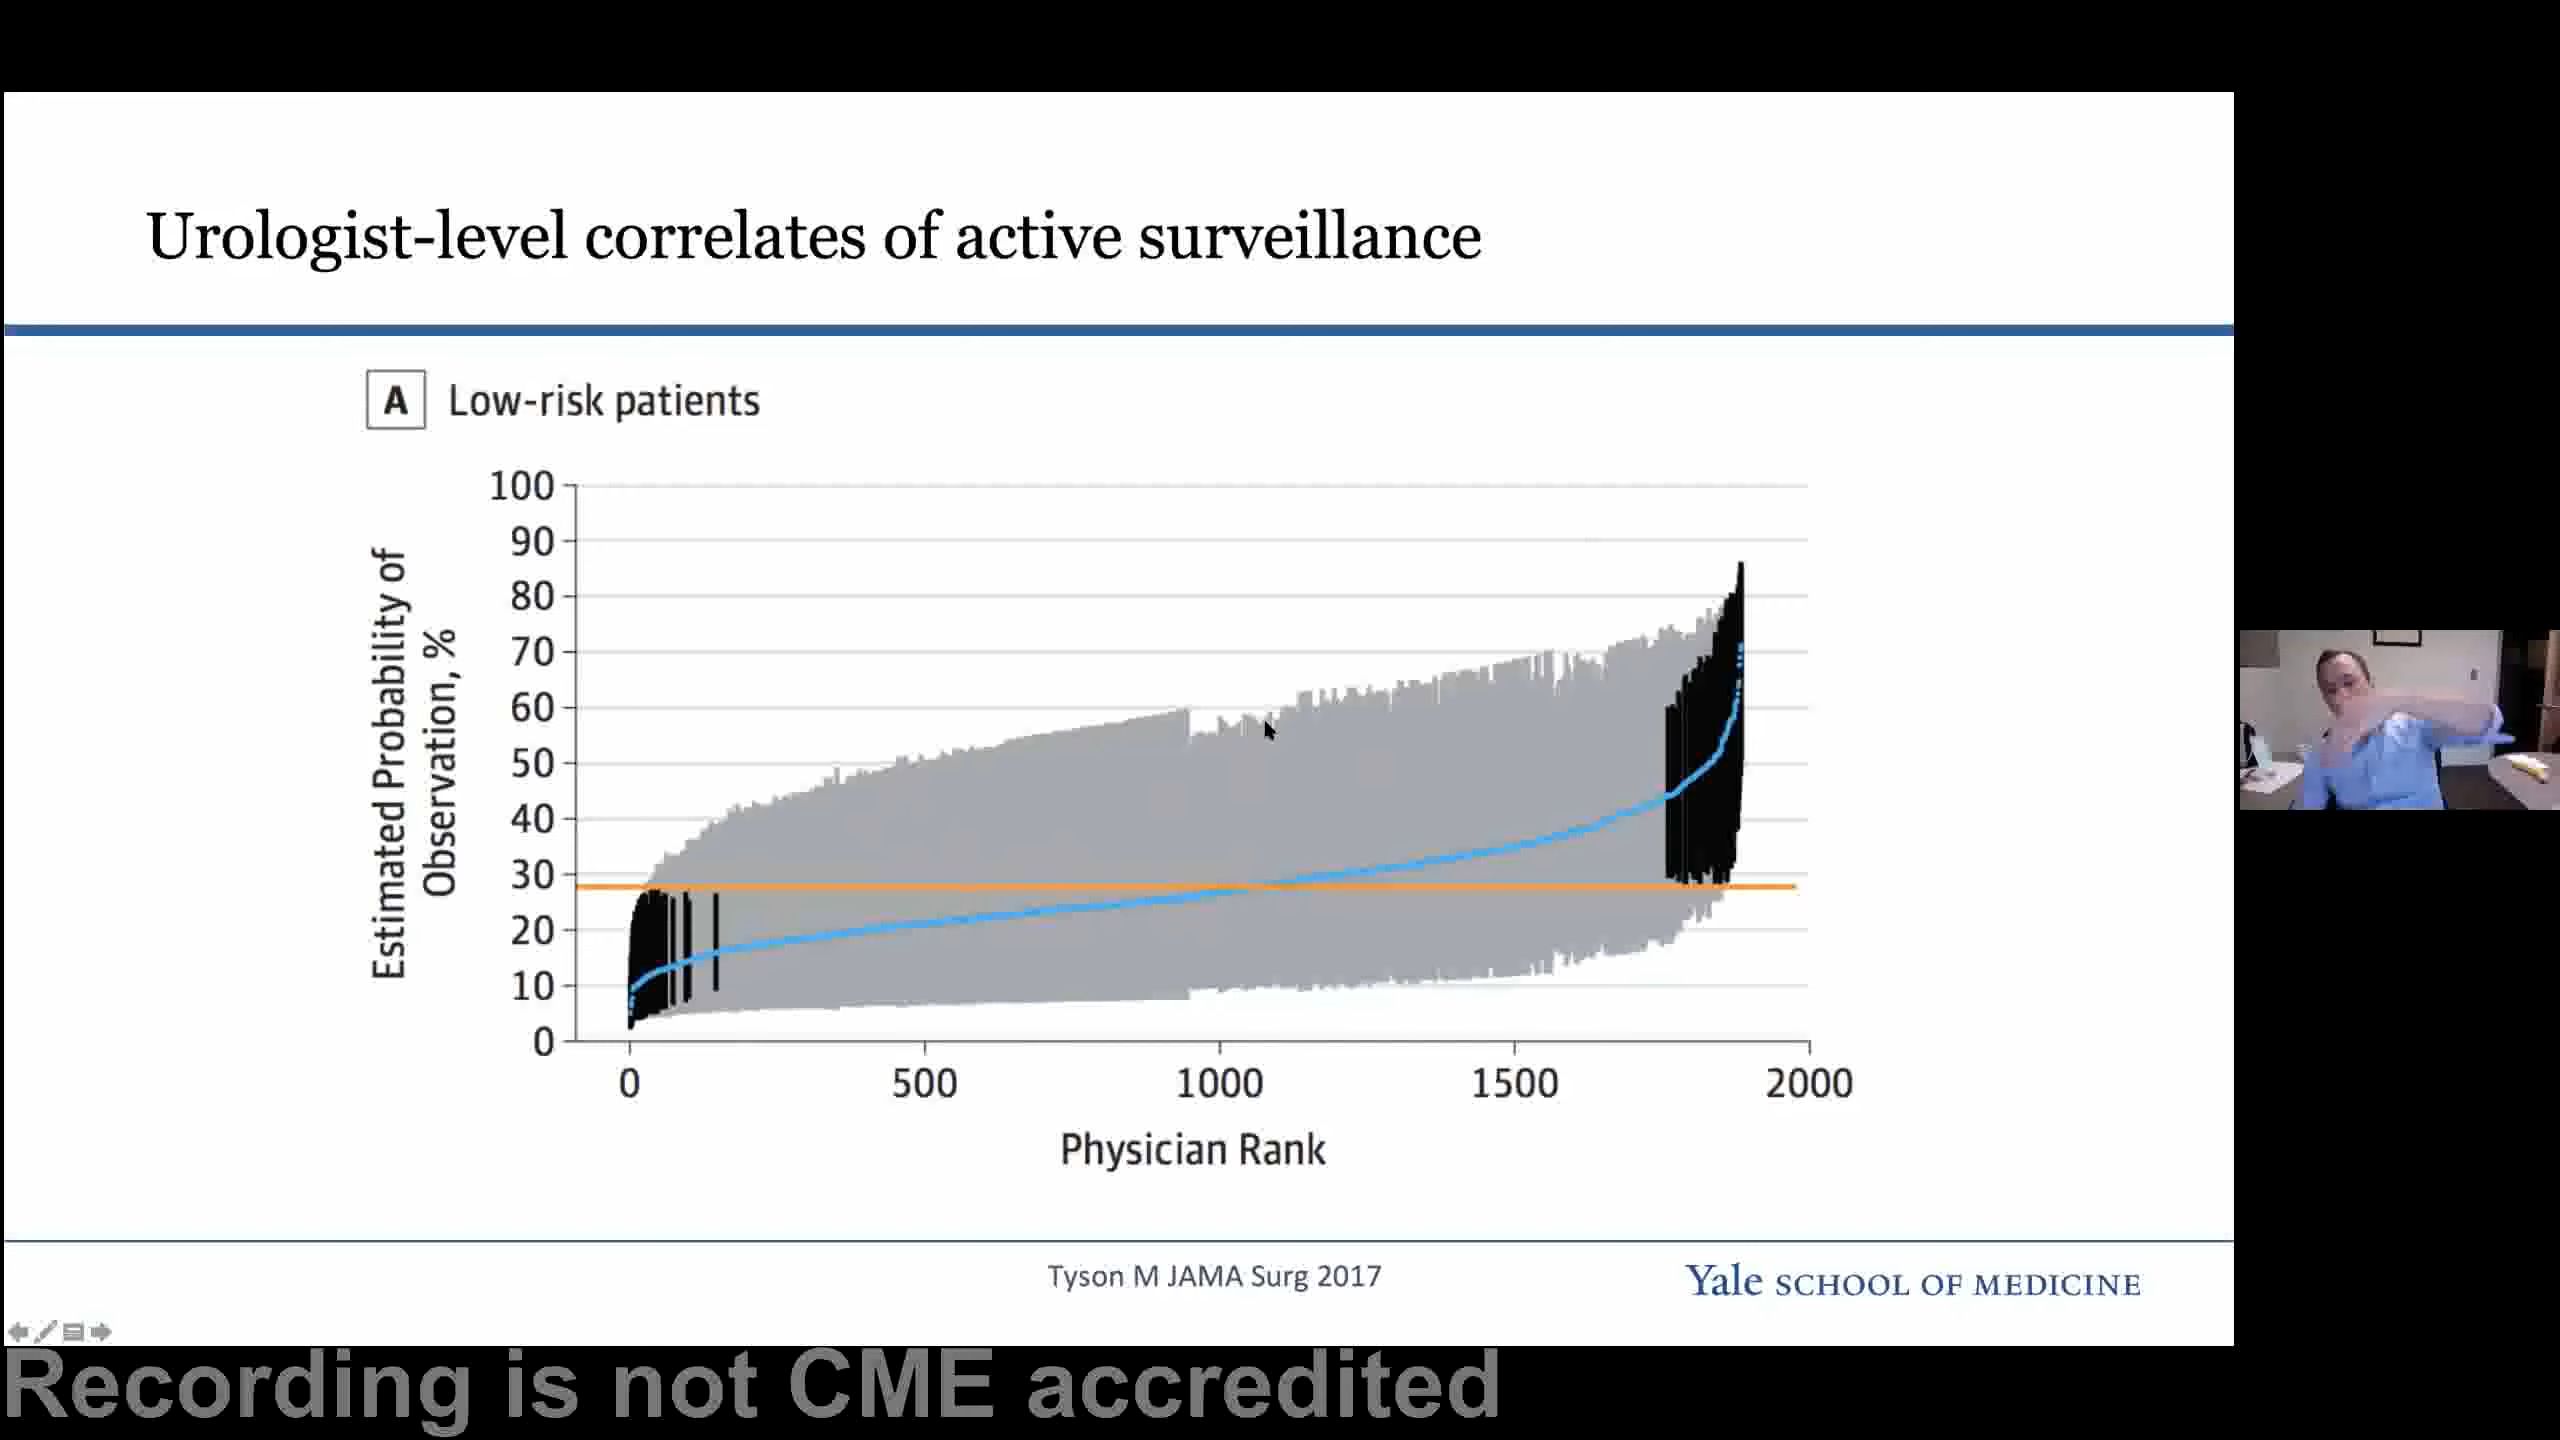 Urologist-level correlates of active surveillance
A Low-risk patients
Estimated Probability of
Observation, %
100
90
80
70
60
50
40
30
20
10
0
0 500 1000 1500 2000
Physician Rank
Tyson M JAMA Surg 2017
Yale SCHOOL OF MEDICINE
Recording is not CME accredited